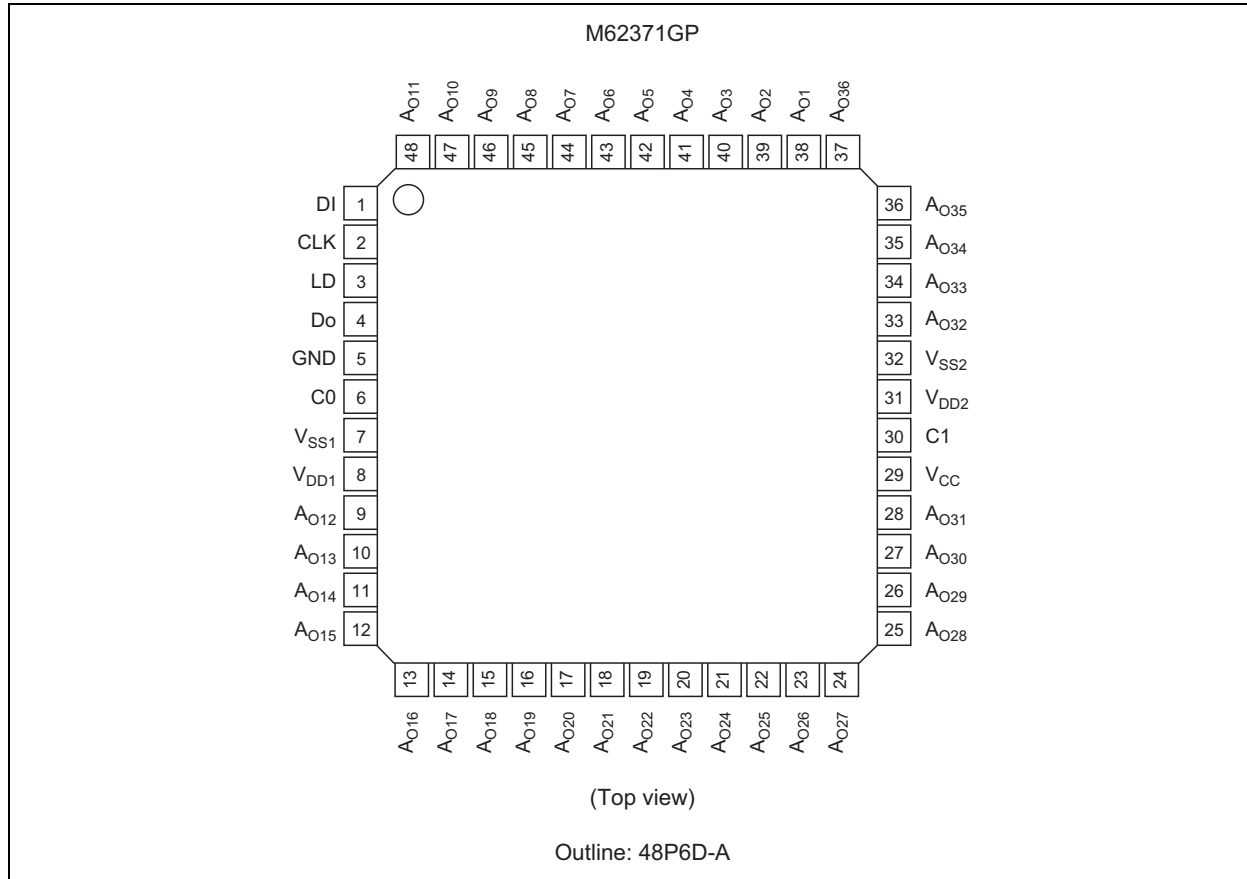 M62371GP
AO11 AO10 AO9 AO8 AO7 AO6 AO5 AO4 AO3 AO2 AO1 AO36
48 47 46 45 44 43 42 41 40 39 38 37
DI 1 36 AO35
CLK 2 35 AO34
LD 3 34 AO33
Do 4 33 AO32
GND 5 32 VSS2
C0 6 31 VDD2
VSS1 7 30 C1
VDD1 8 29 VCC
AO12 9 28 AO31
AO13 10 27 AO30
AO14 11 26 AO29
AO15 12 25 AO28
13 14 15 16 17 18 19 20 21 22 23 24
AO16 AO17 AO18 AO19 AO20 AO21 AO22 AO23 AO24 AO25 AO26 AO27
(Top view)
Outline: 48P6D-A